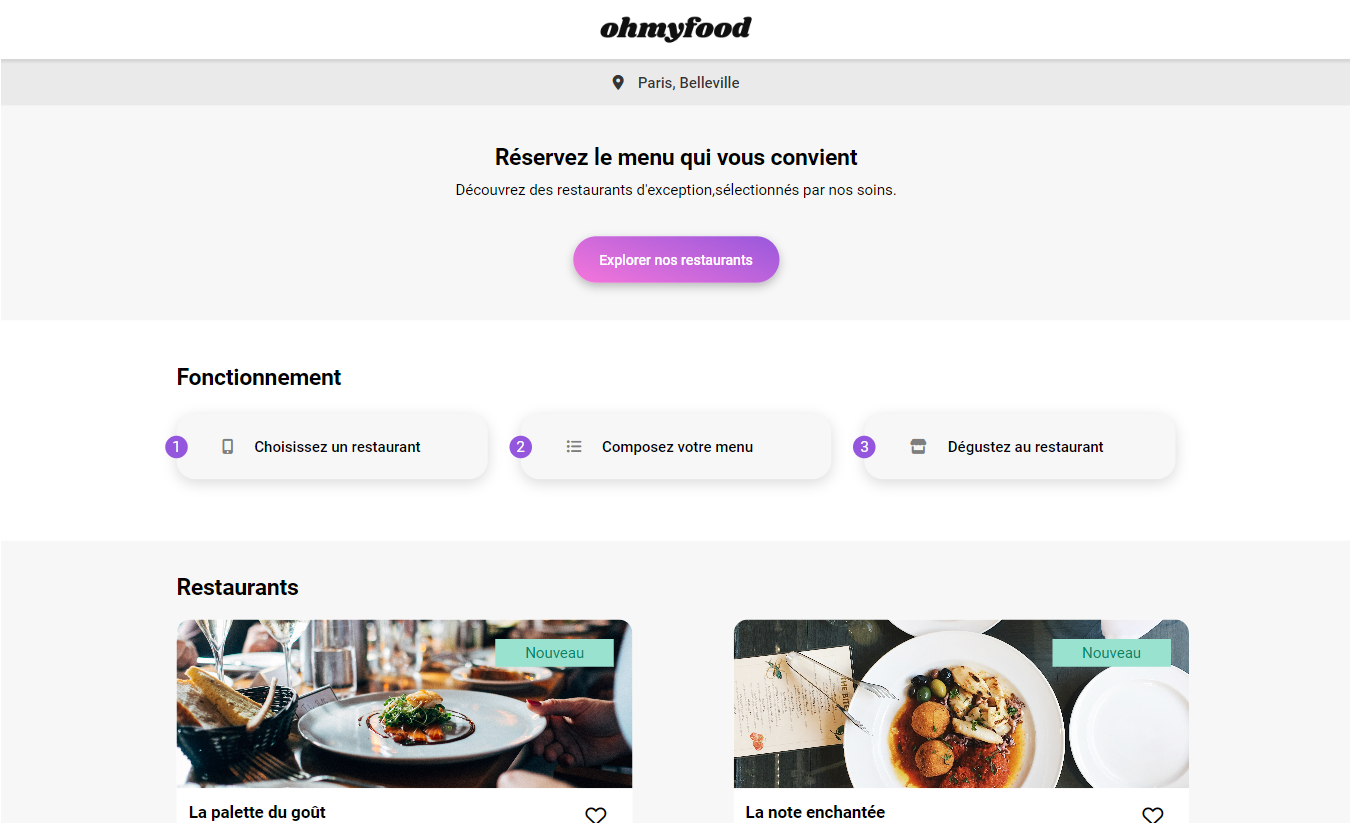 ohmyfood
Paris, Belleville
Réservez le menu qui vous convient
Découvrez des restaurants d'exception,sélectionnés par nos soins.
Explorer nos restaurants
Fonctionnement
1 Choisissez un restaurant
2 Composez votre menu
3 Dégustez au restaurant
Restaurants
Nouveau
Nouveau
La palette du goût
La note enchantée